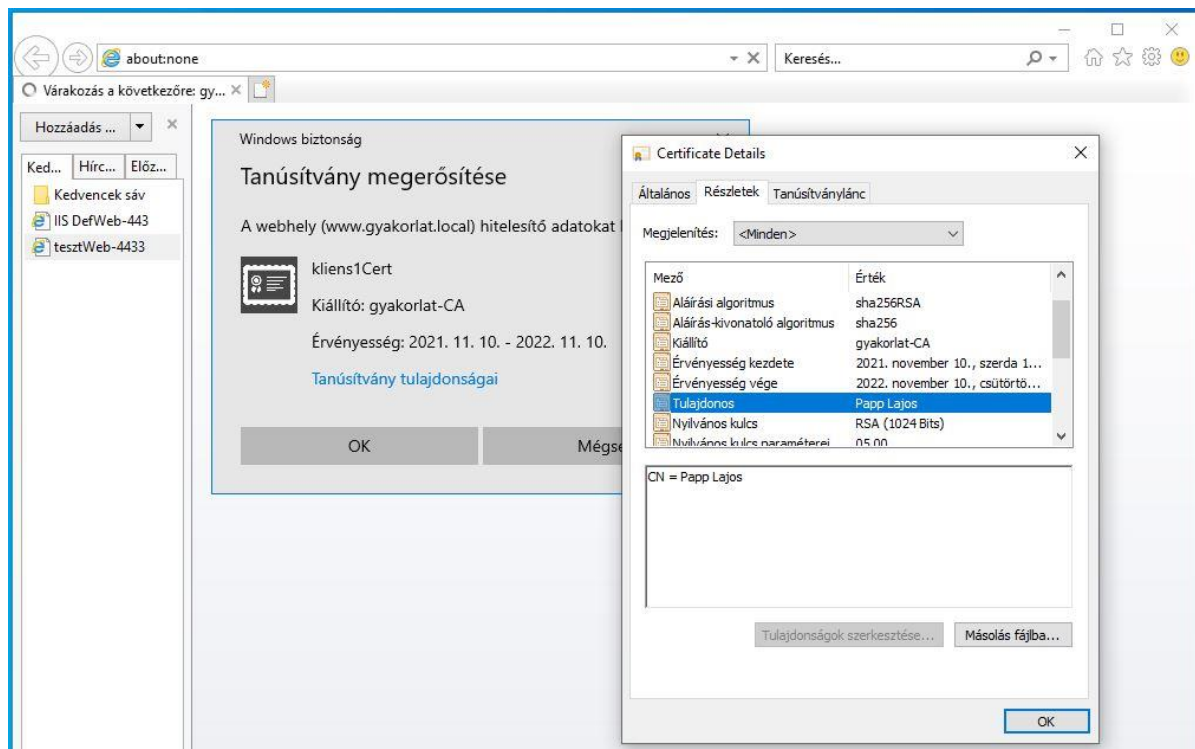 about:none
Keresés...
Várakozás a következőre: gy...
Hozzáadás ...
Ked... Hírc... Előz...
Kedvencek sáv
IIS DefWeb-443
tesztWeb-4433
Windows biztonság
Tanúsítvány megerősítése
A webhely (www.gyakorlat.local) hitelesítő adatokat
kliens1Cert
Kiállító: gyakorlat-CA
Érvényesség: 2021. 11. 10. - 2022. 11. 10.
Tanúsítvány tulajdonságai
OK Mégse
Certificate Details
Általános Részletek Tanúsítványlánc
Megjelenítés: <Minden>
Mező Érték
Aláírási algoritmus sha256RSA
Aláírás-kivonatoló algoritmus sha256
Kiállító gyakorlat-CA
Érvényesség kezdete 2021. november 10., szerda 1...
Érvényesség vége 2022. november 10., csütörtö...
Tulajdonos Papp Lajos
Nyilvános kulcs RSA (1024 Bits)
Nyilvános kulcs paraméterei 05 00
CN = Papp Lajos
Tulajdonságok szerkesztése... Másolás fájlba...
OK